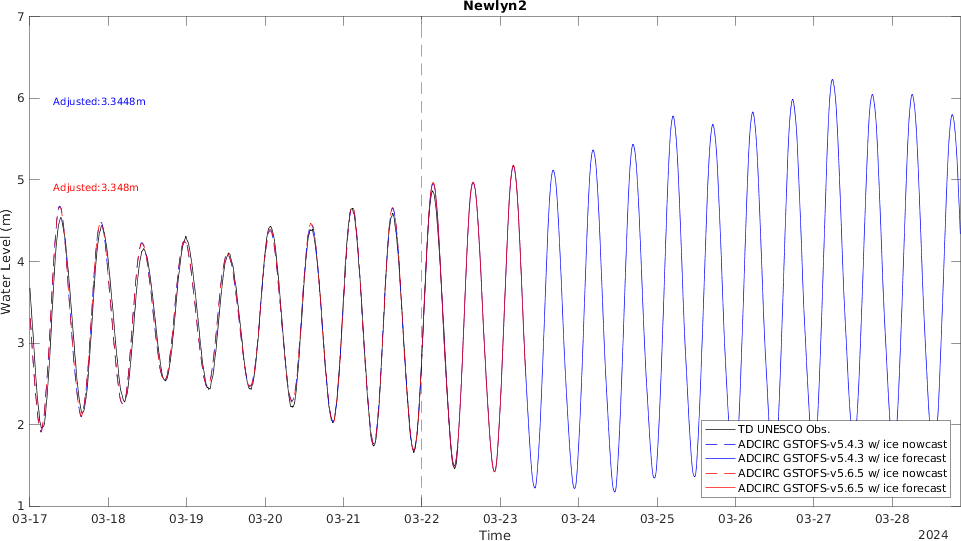 Newlyn2
7
6
5
4
3
2
1
Water Level (m)
Adjusted:3.3448m
Adjusted:3.348m
TD UNESCO Obs.
ADCIRC GSTOFS-v5.4.3 w/ ice nowcast
ADCIRC GSTOFS-v5.4.3 w/ ice forecast
ADCIRC GSTOFS-v5.6.5 w/ ice nowcast
ADCIRC GSTOFS-v5.6.5 w/ ice forecast
03-17 03-18 03-19 03-20 03-21 03-22 03-23 03-24 03-25 03-26 03-27 03-28
Time
2024